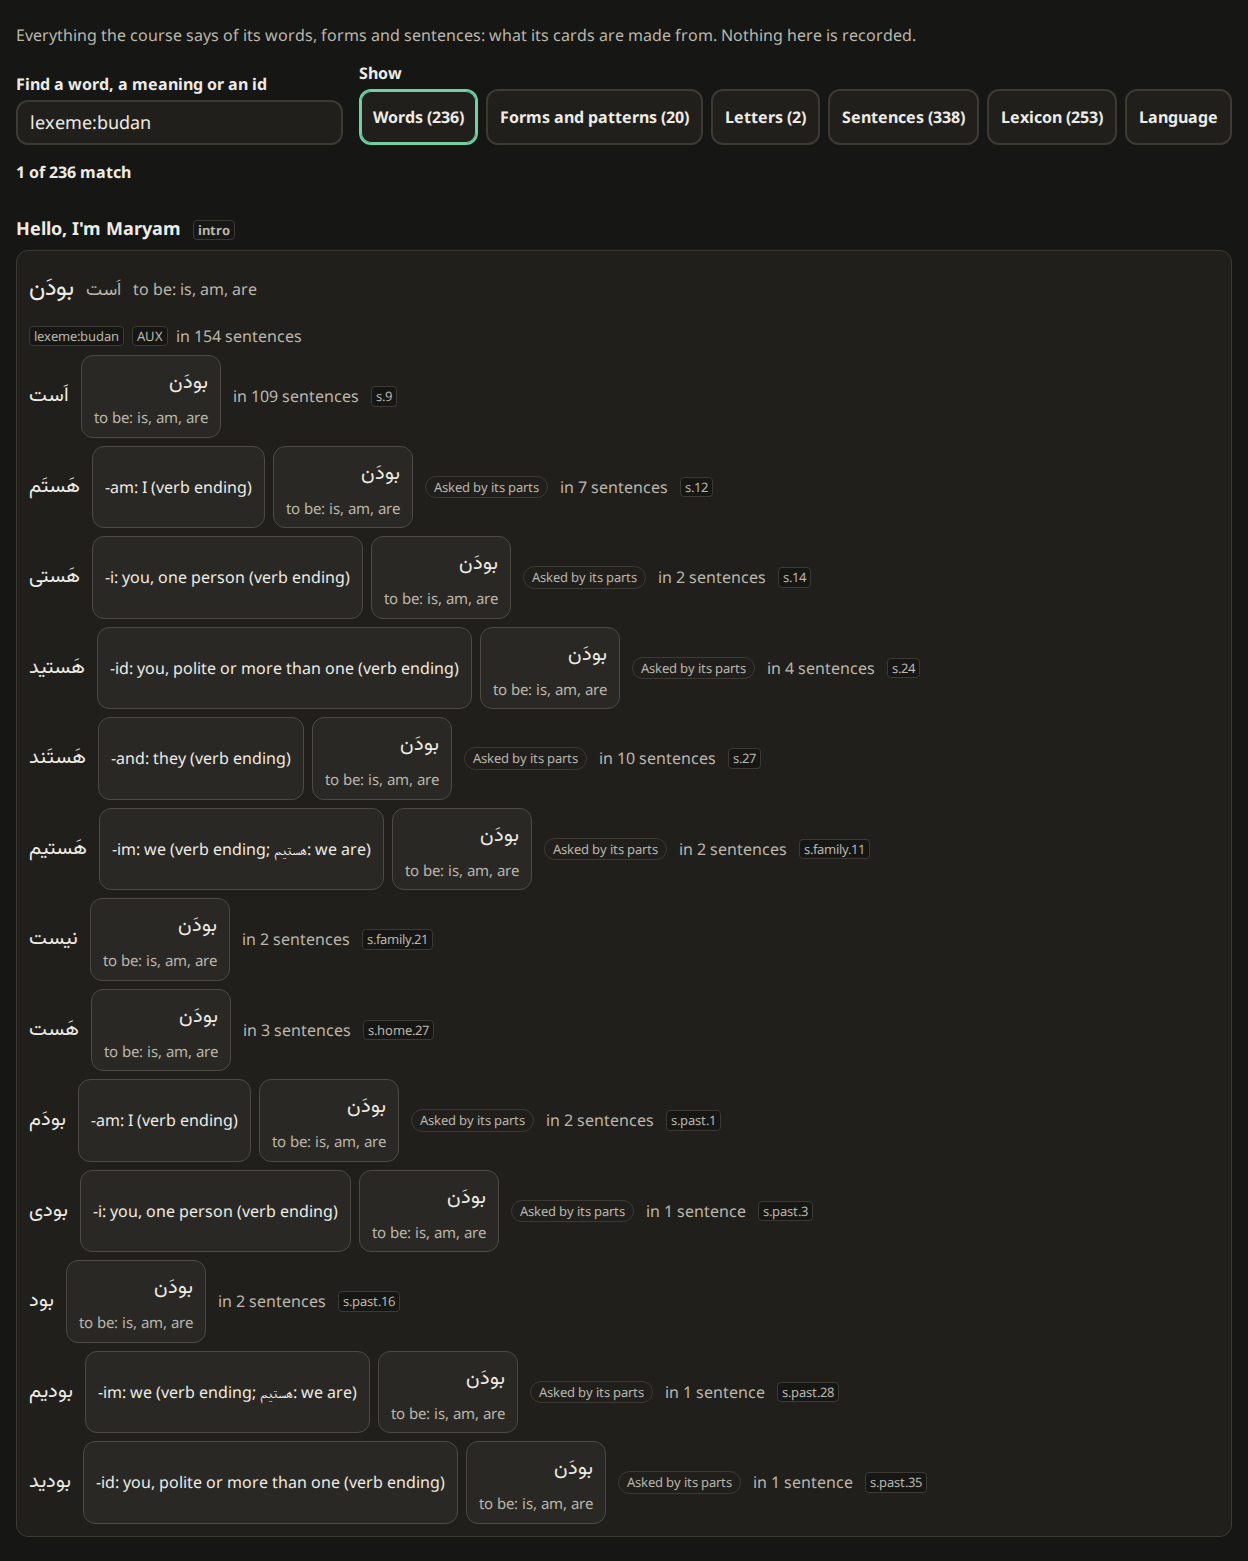 Everything the course says of its words, forms and sentences: what its cards are made from. Nothing here is recorded.
Find a word, a meaning or an id
lexeme:budan
Show
Words (236)
Forms and patterns (20)
Letters (2)
Sentences (338)
Lexicon (253)
Language
1 of 236 match
Hello, I'm Maryam intro
بودَن اَست to be: is, am, are
lexeme:budan AUX in 154 sentences
اَست بودَن in 109 sentences s.9
to be: is, am, are
هَستَم -am: I (verb ending) بودَن Asked by its parts in 7 sentences s.12
to be: is, am, are
هَستی -i: you, one person (verb ending) بودَن Asked by its parts in 2 sentences s.14
to be: is, am, are
هَستید -id: you, polite or more than one (verb ending) بودَن Asked by its parts in 4 sentences s.24
to be: is, am, are
هَستَند -and: they (verb ending) بودَن Asked by its parts in 10 sentences s.27
to be: is, am, are
هَستیم -im: we (verb ending; هستیم: we are) بودَن Asked by its parts in 2 sentences s.family.11
to be: is, am, are
نیست بودَن in 2 sentences s.family.21
to be: is, am, are
هَست بودَن in 3 sentences s.home.27
to be: is, am, are
بودَم -am: I (verb ending) بودَن Asked by its parts in 2 sentences s.past.1
to be: is, am, are
بودی -i: you, one person (verb ending) بودَن Asked by its parts in 1 sentence s.past.3
to be: is, am, are
بود بودَن in 2 sentences s.past.16
to be: is, am, are
بودیم -im: we (verb ending; هستیم: we are) بودَن Asked by its parts in 1 sentence s.past.28
to be: is, am, are
بودید -id: you, polite or more than one (verb ending) بودَن Asked by its parts in 1 sentence s.past.35
to be: is, am, are